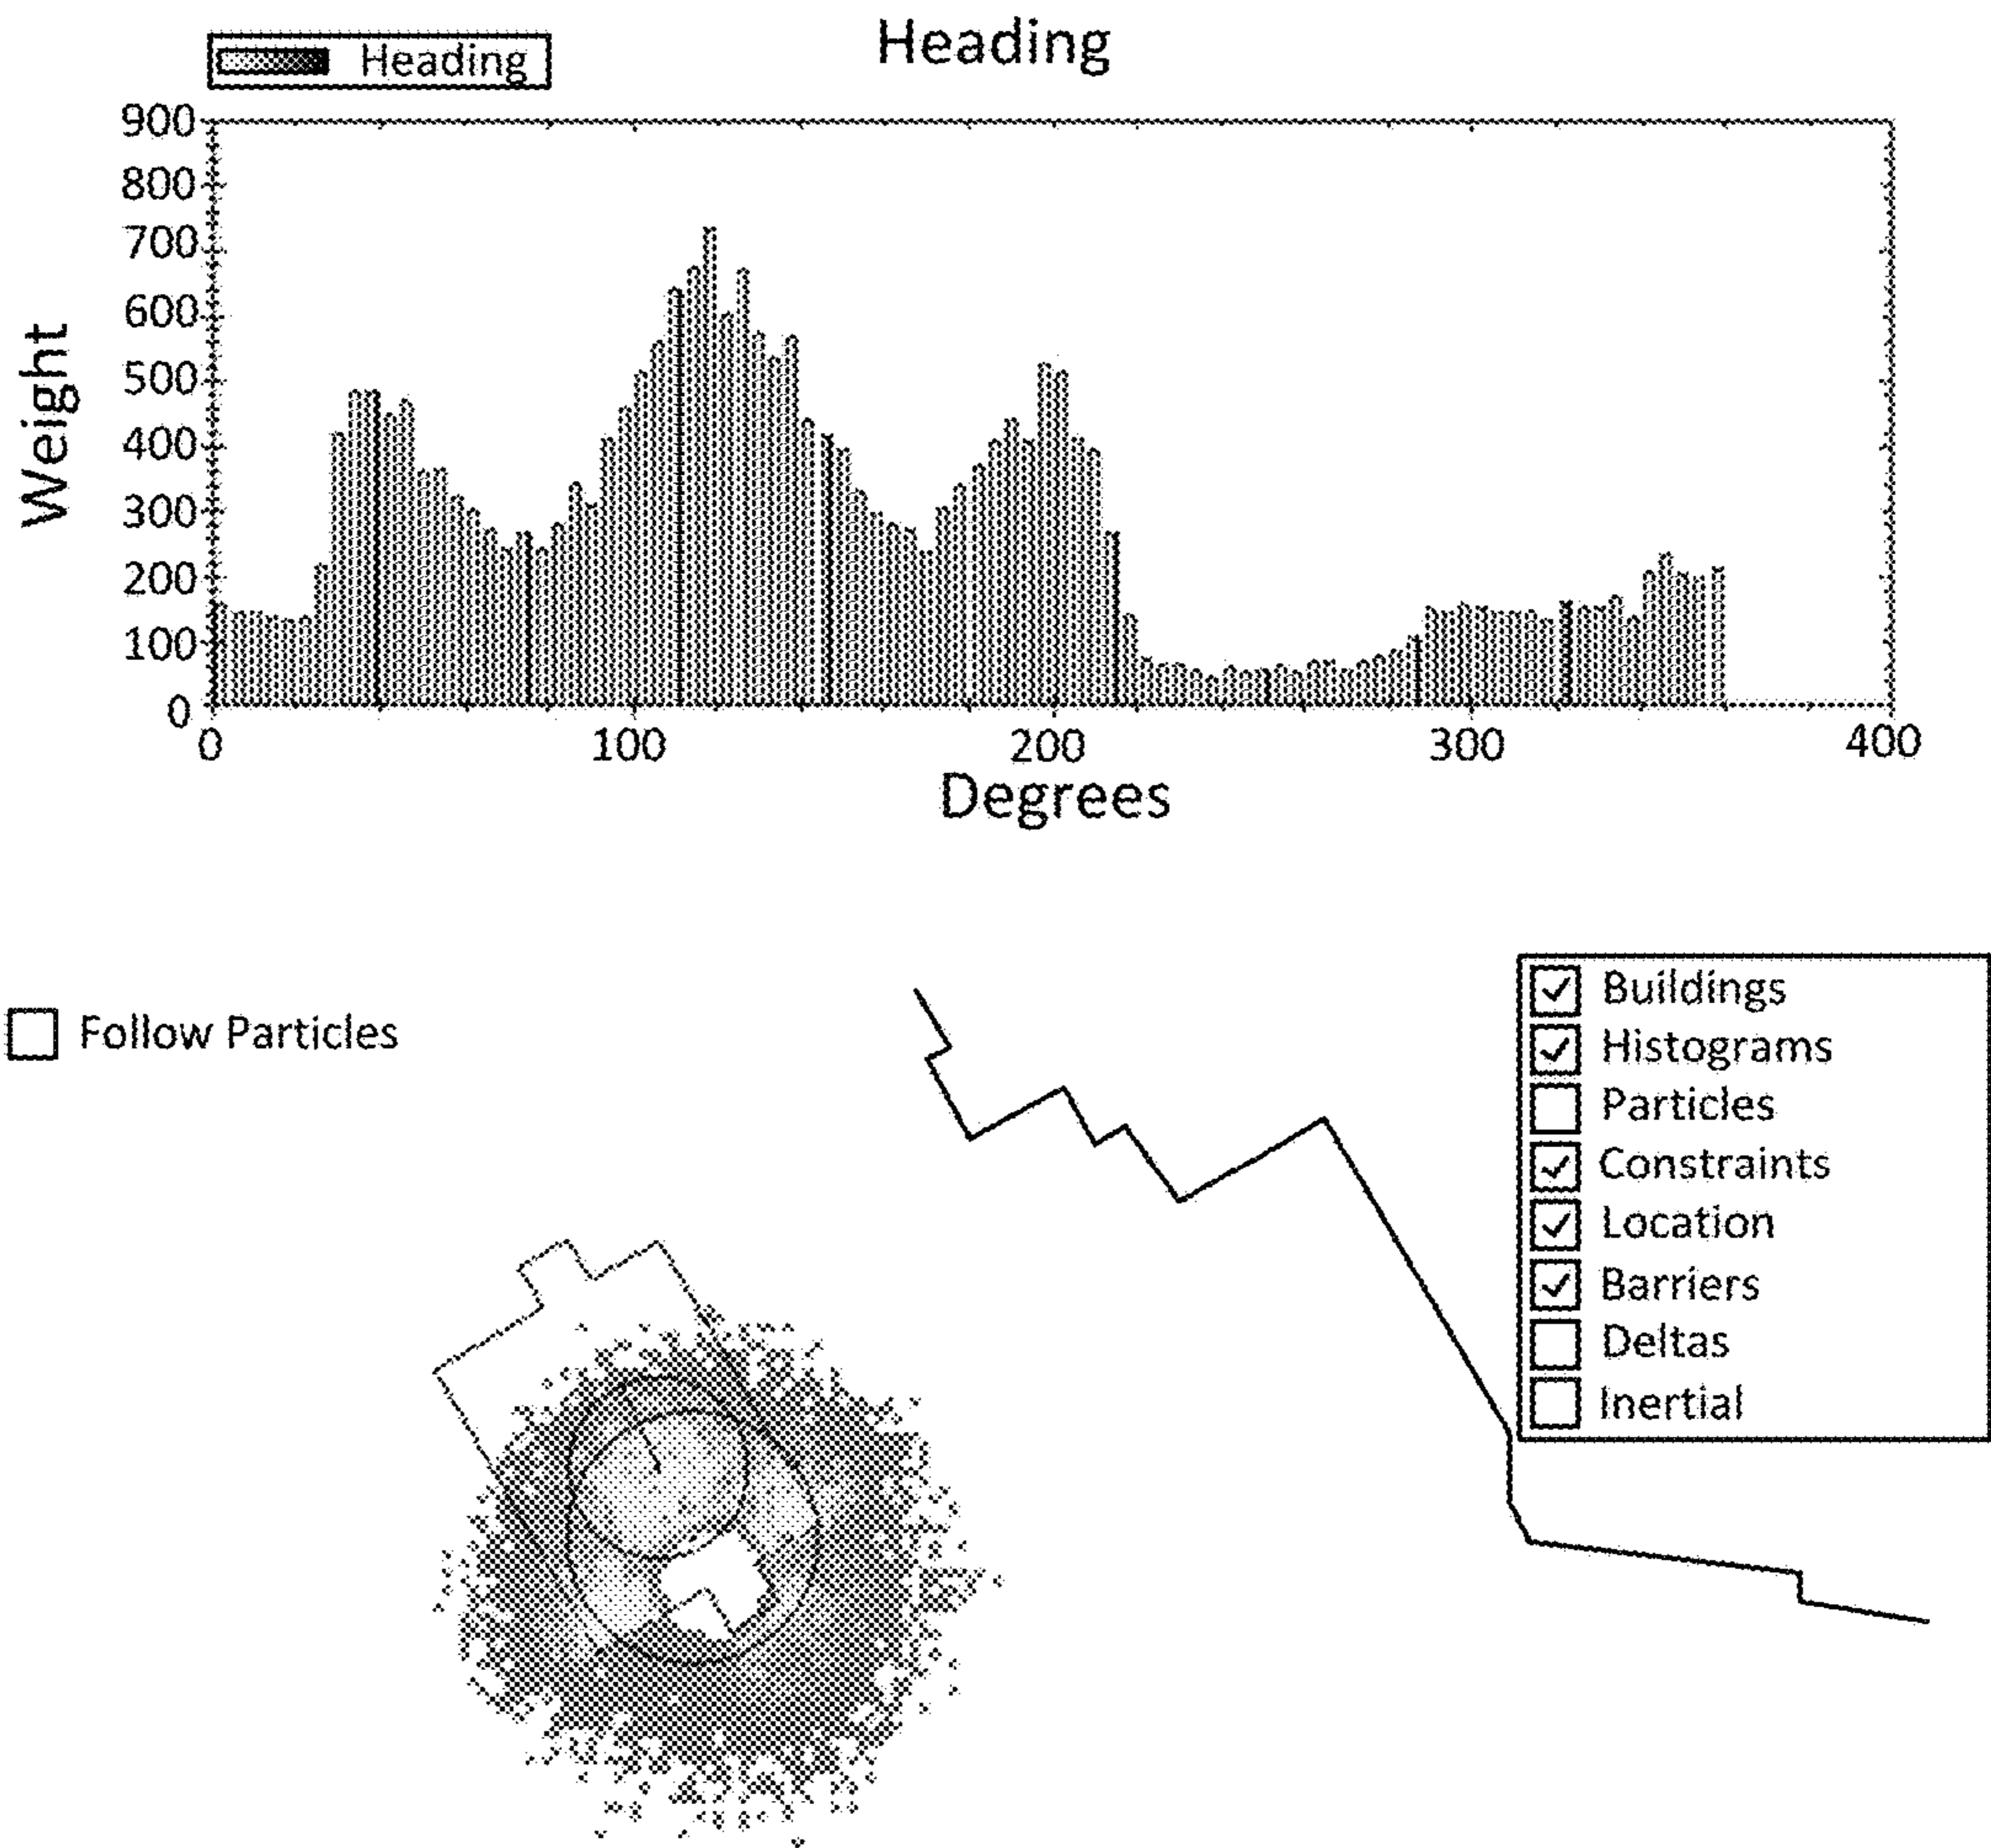 Heading
Heading
900
800
700
600
500
400
300
200
100
0
Weight
0 100 200 300 400
Degrees
Follow Particles
Buildings
Histograms
Particles
Constraints
Location
Barriers
Deltas
Inertial